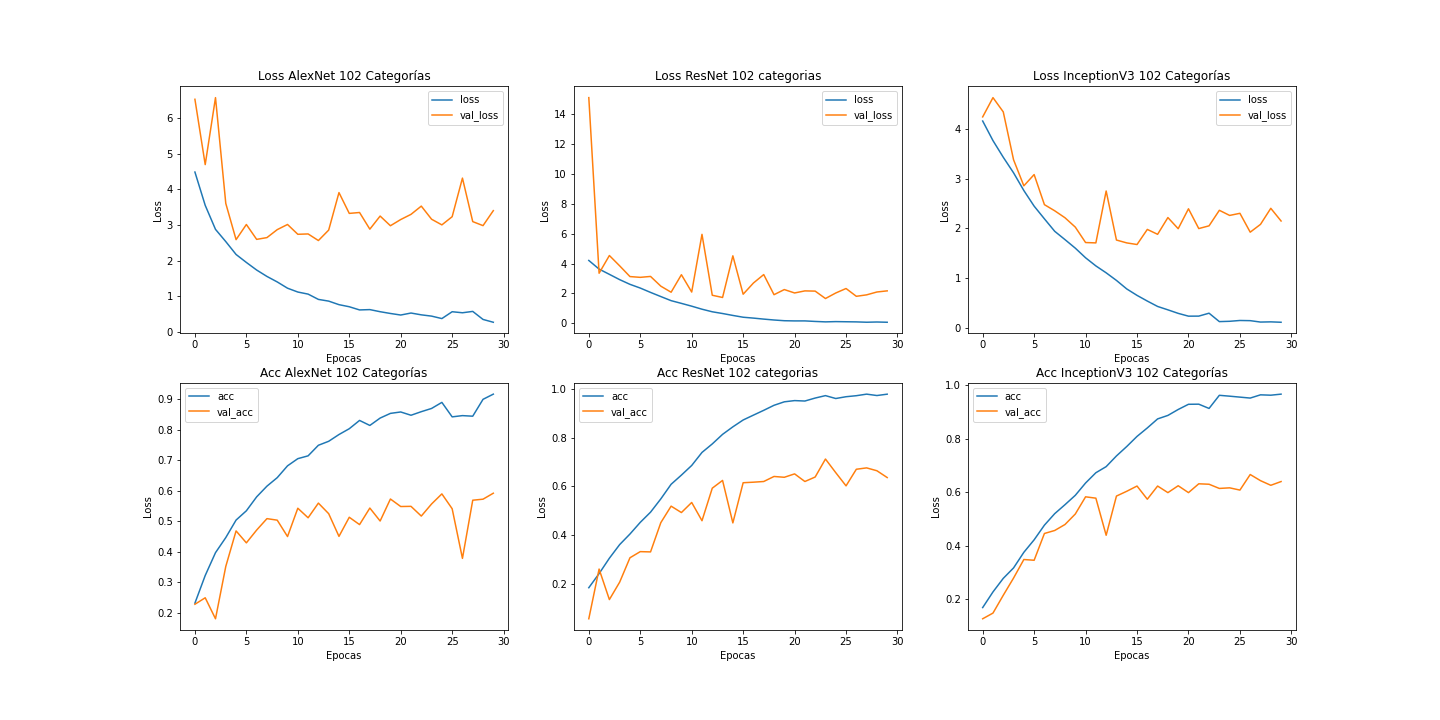 Loss AlexNet 102 Categorías
loss
val_loss
6
5
4
3
2
1
0
Loss
0 5 10 15 20 25 30
Epocas
Loss ResNet 102 categorias
loss
val_loss
14
12
10
8
6
4
2
0
Loss
0 5 10 15 20 25 30
Epocas
Loss InceptionV3 102 Categorías
loss
val_loss
4
3
2
1
0
Loss
0 5 10 15 20 25 30
Epocas
Acc AlexNet 102 Categorías
acc
val_acc
0.9
0.8
0.7
0.6
0.5
0.4
0.3
0.2
Loss
0 5 10 15 20 25 30
Epocas
Acc ResNet 102 categorias
acc
val_acc
1.0
0.8
0.6
0.4
0.2
Loss
0 5 10 15 20 25 30
Epocas
Acc InceptionV3 102 Categorías
acc
val_acc
1.0
0.8
0.6
0.4
0.2
Loss
0 5 10 15 20 25 30
Epocas